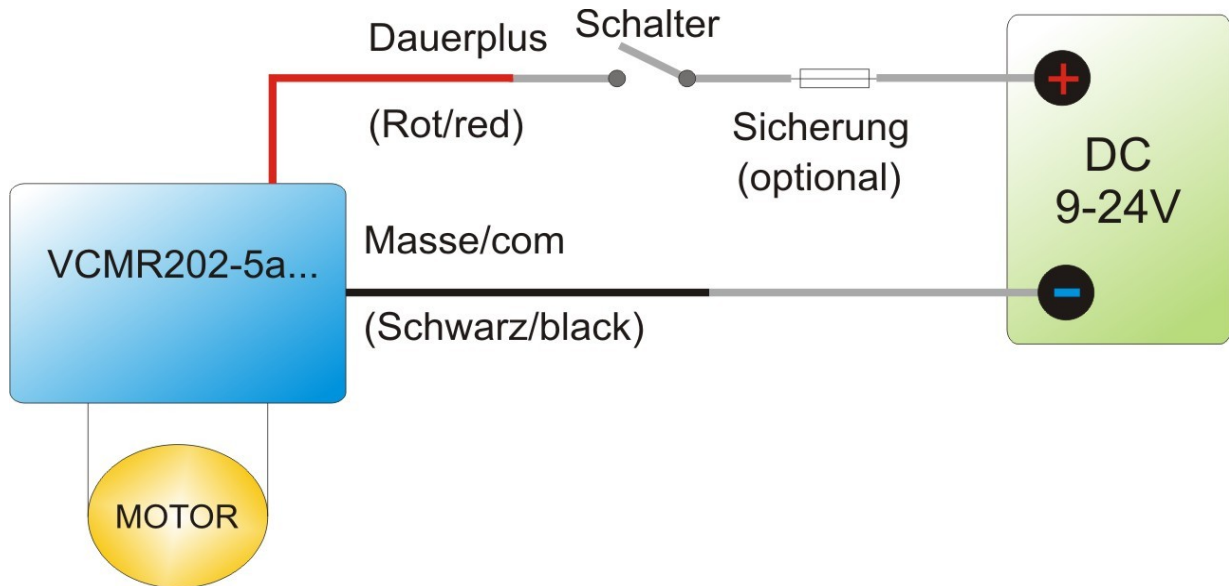 Dauerplus
Schalter
(Rot/red)
Sicherung
(optional)
+
DC
9-24V
VCMR202-5a...
Masse/com
(Schwarz/black)
-
MOTOR